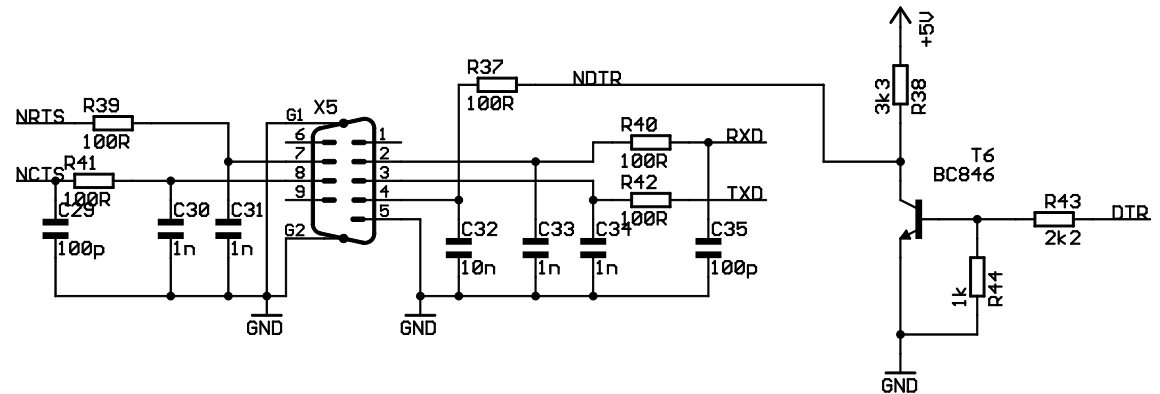 +5V
3k3
R38
R37
100R
NDTR
NRTS
R39
100R
G1
X5
6
7
8
9
1
2
3
4
5
G2
R40
100R
RXD
NCTS
R41
100R
R42
100R
TXD
T6
BC846
C29
100p
C30
1n
C31
1n
C32
10n
C33
1n
C34
1n
C35
100p
R43
2k2
DTR
1k
R44
GND
GND
GND